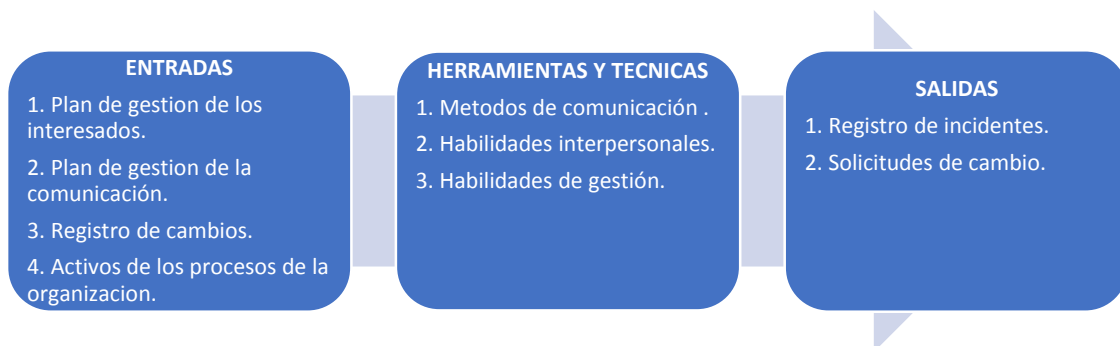 ENTRADAS
1. Plan de gestion de los
interesados.
2. Plan de gestion de la
comunicación.
3. Registro de cambios.
4. Activos de los procesos de la
organizacion.
HERRAMIENTAS Y TECNICAS
1. Metodos de comunicación .
2. Habilidades interpersonales.
3. Habilidades de gestión.
SALIDAS
1. Registro de incidentes.
2. Solicitudes de cambio.